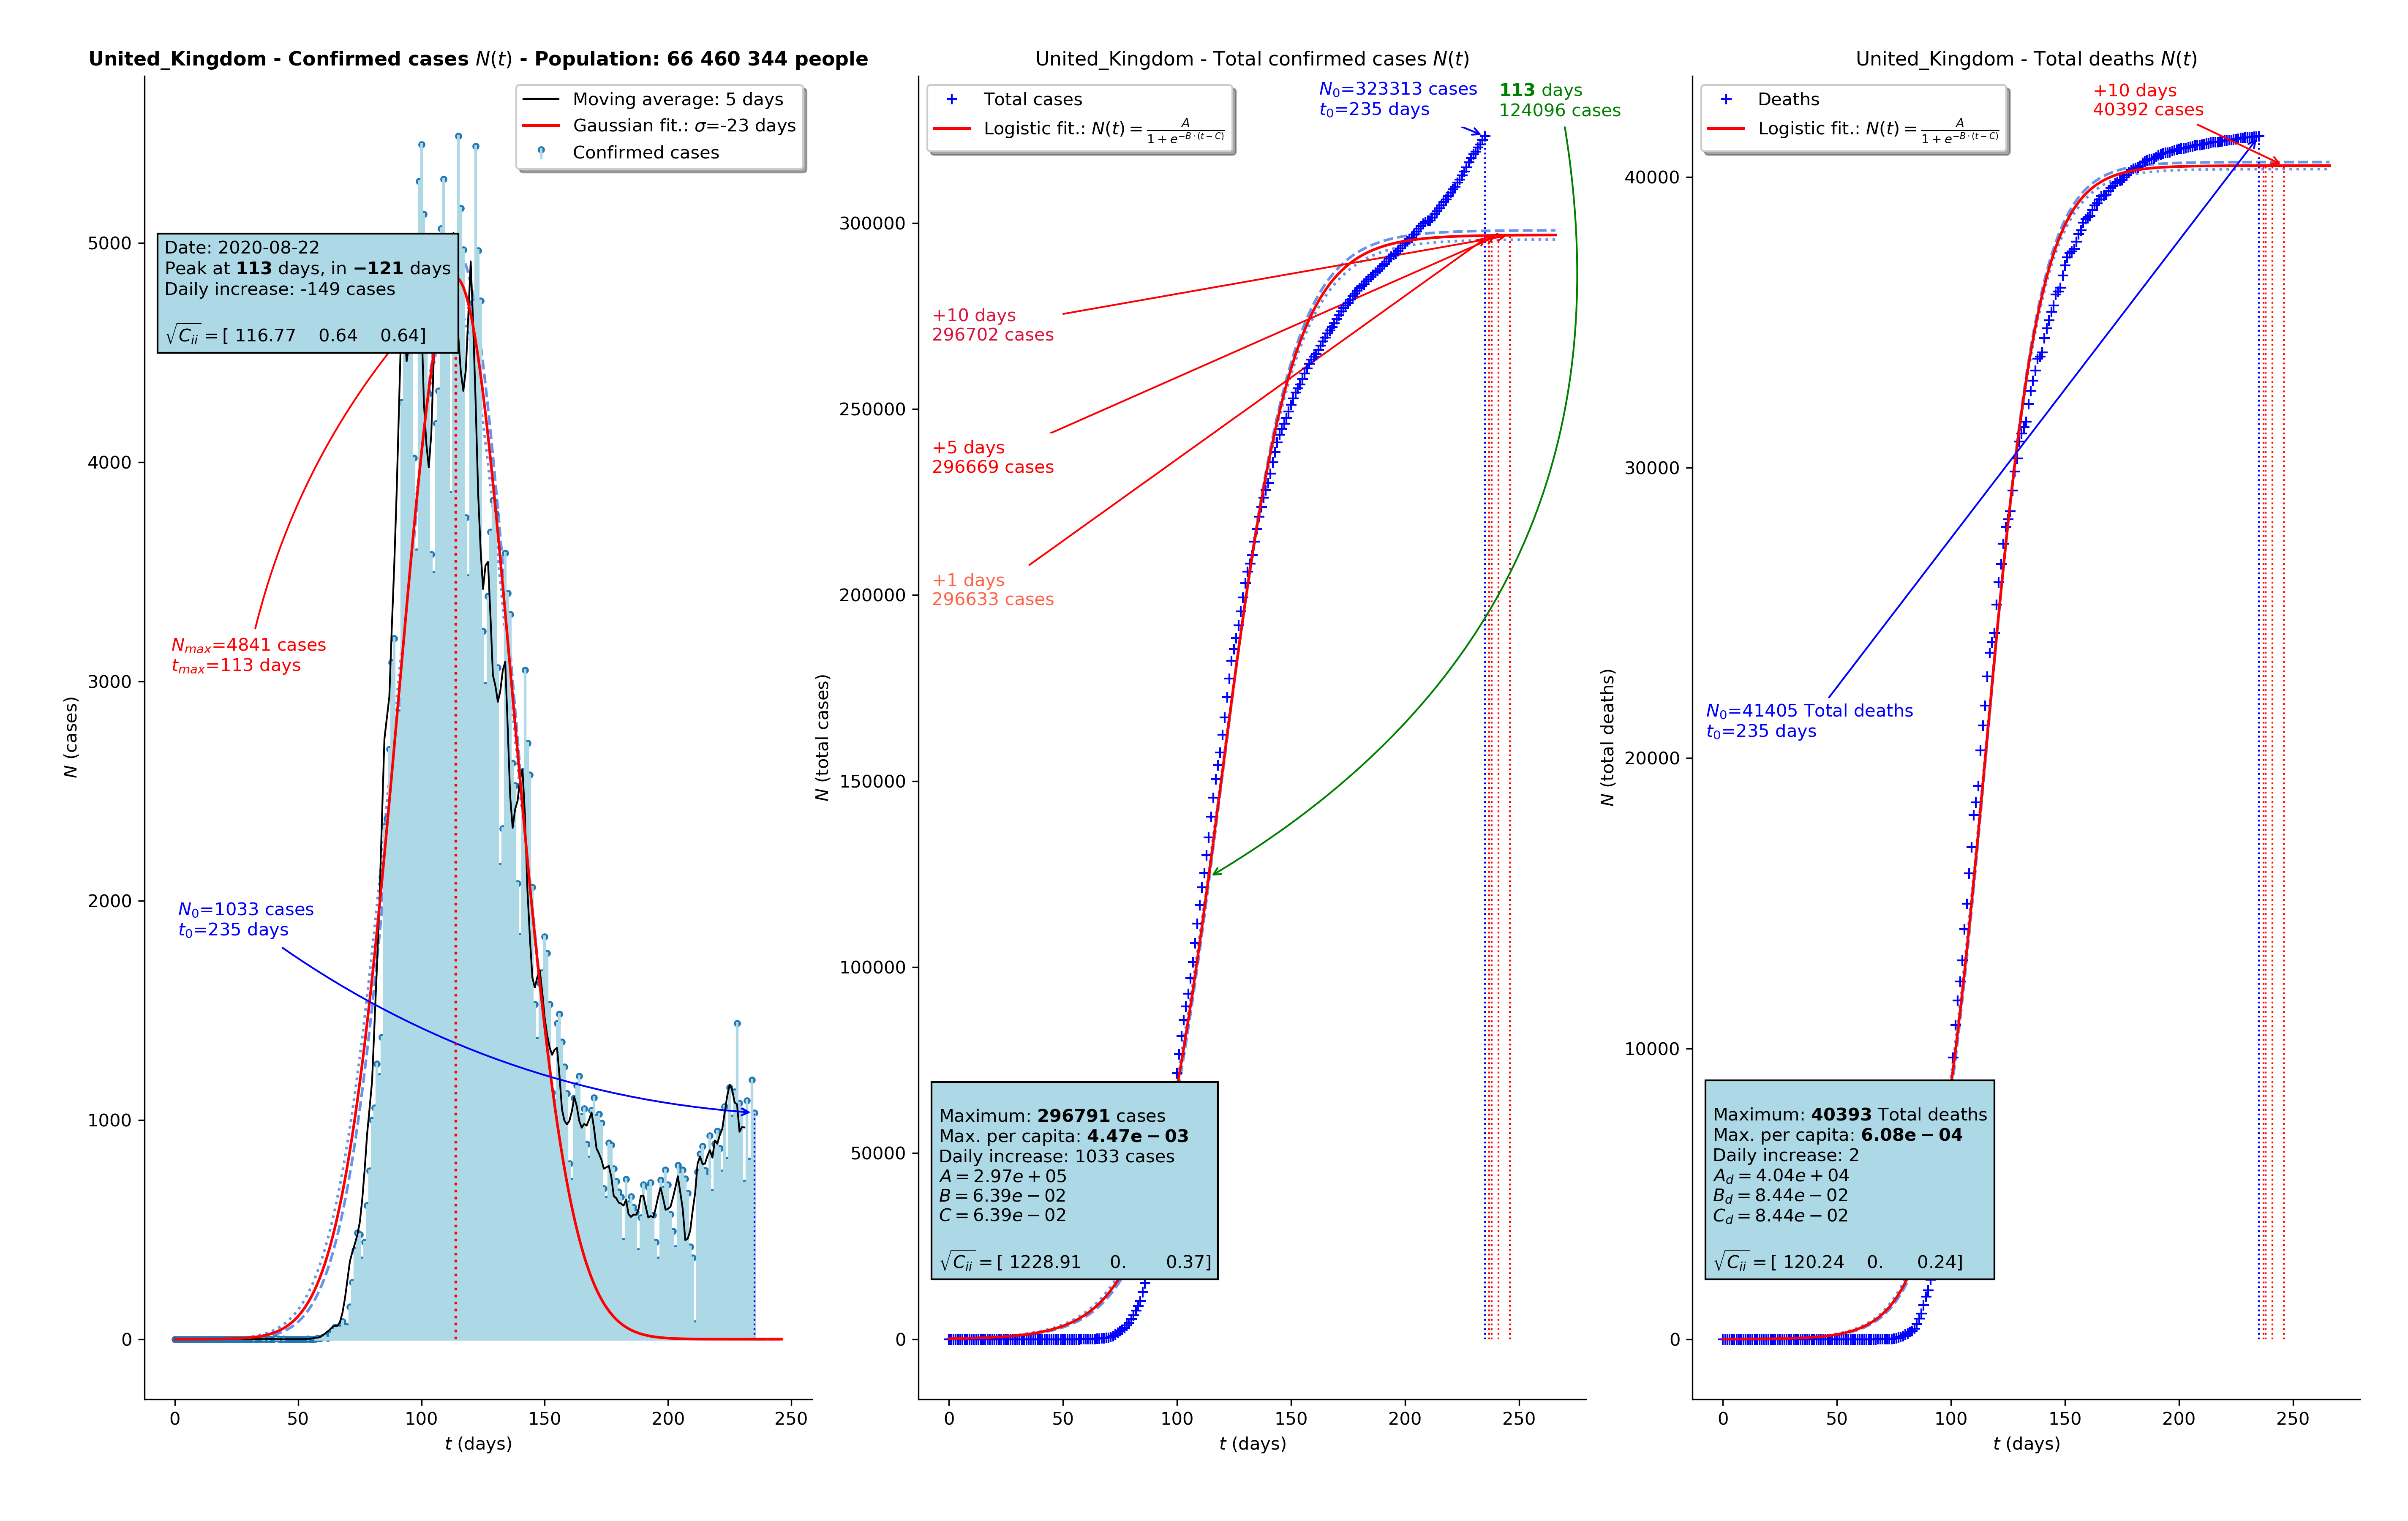 United_Kingdom - Confirmed cases N(t) - Population: 66 460 344 people
Moving average: 5 days
Gaussian fit.: σ=-23 days
Confirmed cases
Date: 2020-08-22
Peak at 113 days, in −121 days
Daily increase: -149 cases
√Cii = [ 116.77 0.64 0.64]
Nmax=4841 cases
tmax=113 days
N0=1033 cases
t0=235 days
N (cases)
5000
4000
3000
2000
1000
0
0 50 100 150 200 250
t (days)
United_Kingdom - Total confirmed cases N(t)
Total cases
Logistic fit.: N(t) = A / 1 + e−B·(t−C)
N0=323313 cases
t0=235 days
113 days
124096 cases
+10 days
296702 cases
+5 days
296669 cases
+1 days
296633 cases
Maximum: 296791 cases
Max. per capita: 4.47e − 03
Daily increase: 1033 cases
A = 2.97e + 05
B = 6.39e − 02
C = 6.39e − 02
√Cii = [ 1228.91 0. 0.37]
N (total cases)
300000
250000
200000
150000
100000
50000
0
0 50 100 150 200 250
t (days)
United_Kingdom - Total deaths N(t)
Deaths
Logistic fit.: N(t) = A / 1 + e−B·(t−C)
+10 days
40392 cases
N0=41405 Total deaths
t0=235 days
Maximum: 40393 Total deaths
Max. per capita: 6.08e − 04
Daily increase: 2
Ad = 4.04e + 04
Bd = 8.44e − 02
Cd = 8.44e − 02
√Cii = [ 120.24 0. 0.24]
N (total deaths)
40000
30000
20000
10000
0
0 50 100 150 200 250
t (days)